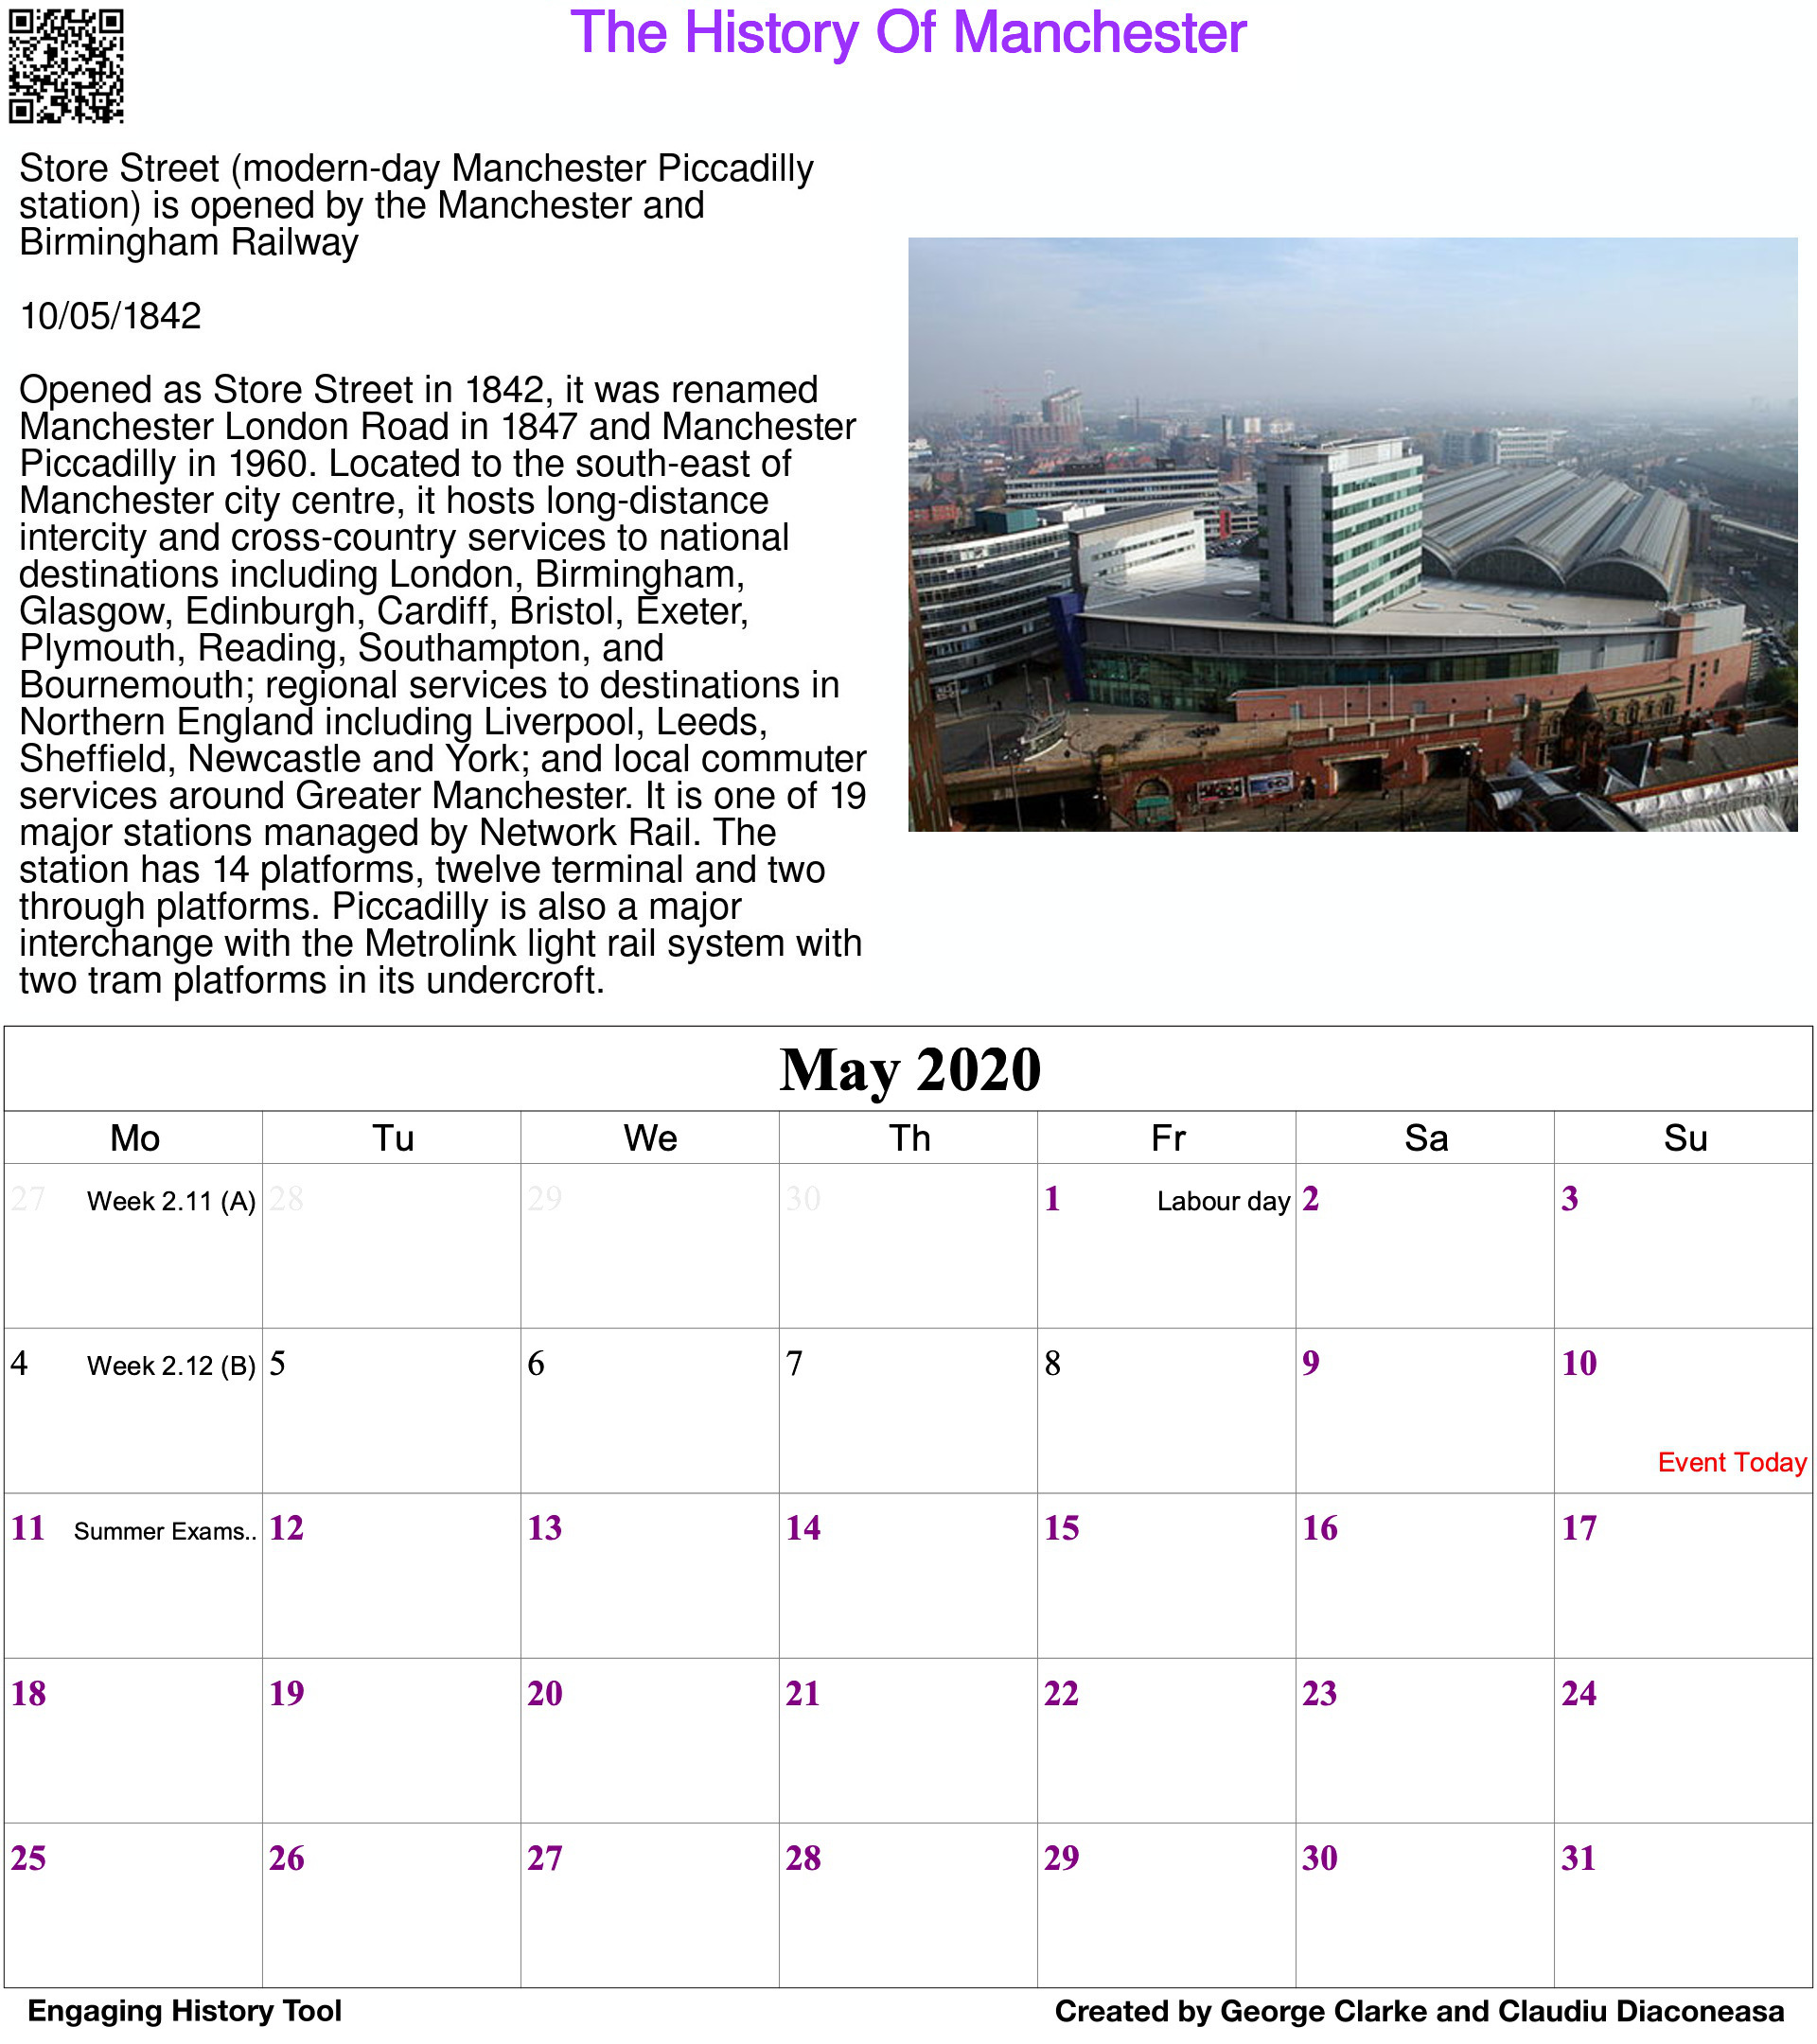 The History Of Manchester
Store Street (modern-day Manchester Piccadilly
station) is opened by the Manchester and
Birmingham Railway
10/05/1842
Opened as Store Street in 1842, it was renamed
Manchester London Road in 1847 and Manchester
Piccadilly in 1960. Located to the south-east of
Manchester city centre, it hosts long-distance
intercity and cross-country services to national
destinations including London, Birmingham,
Glasgow, Edinburgh, Cardiff, Bristol, Exeter,
Plymouth, Reading, Southampton, and
Bournemouth; regional services to destinations in
Northern England including Liverpool, Leeds,
Sheffield, Newcastle and York; and local commuter
services around Greater Manchester. It is one of 19
major stations managed by Network Rail. The
station has 14 platforms, twelve terminal and two
through platforms. Piccadilly is also a major
interchange with the Metrolink light rail system with
two tram platforms in its undercroft.
May 2020
Mo Tu We Th Fr Sa Su
27 Week 2.11 (A) 28 29 30 1 Labour day 2 3
4 Week 2.12 (B) 5 6 7 8 9 10
Event Today
11 Summer Exams.. 12 13 14 15 16 17
18 19 20 21 22 23 24
25 26 27 28 29 30 31
Engaging History Tool Created by George Clarke and Claudiu Diaconeasa